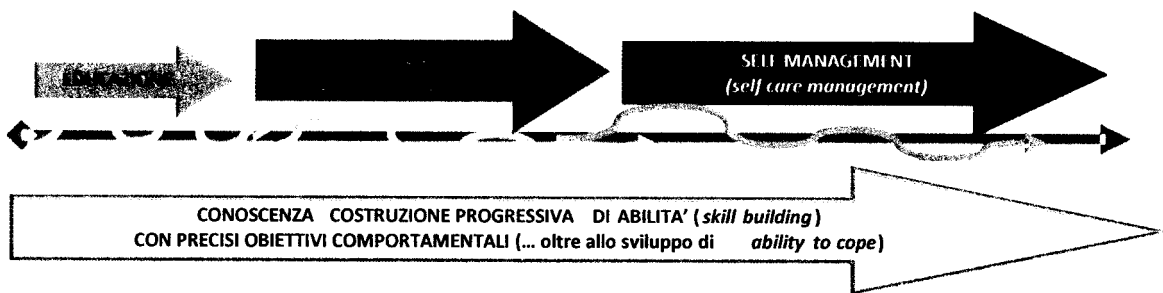 EDUCAZIONE
SELF MANAGEMENT
(self care management)
CONOSCENZA COSTRUZIONE PROGRESSIVA DI ABILITA' (skill building)
CON PRECISI OBIETTIVI COMPORTAMENTALI (... oltre allo sviluppo di ability to cope)